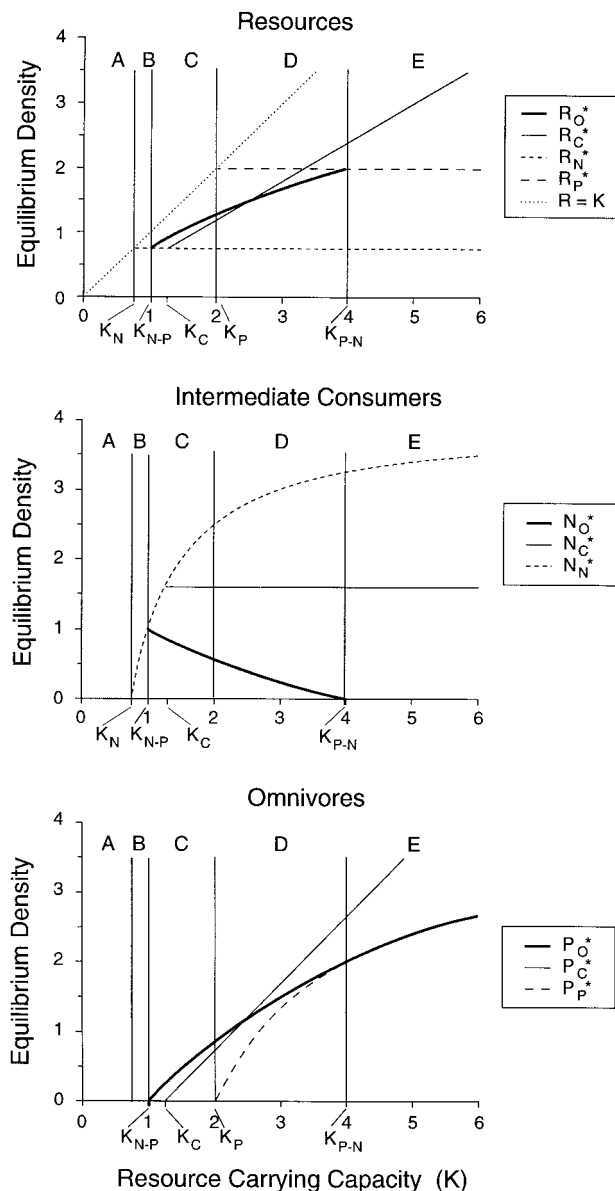 Resources
A B C D E
Equilibrium Density
4
3
2
1
0
0 1 2 3 4 5 6
K_N K_N-P K_C K_P K_P-N
R_O*
R_C*
R_N*
R_P*
R = K
Intermediate Consumers
A B C D E
Equilibrium Density
4
3
2
1
0
0 1 2 3 4 5 6
K_N K_N-P K_C K_P-N
N_O*
N_C*
N_N*
Omnivores
A B C D E
Equilibrium Density
4
3
2
1
0
0 1 2 3 4 5 6
K_N-P K_C K_P K_P-N
P_O*
P_C*
P_P*
Resource Carrying Capacity (K)